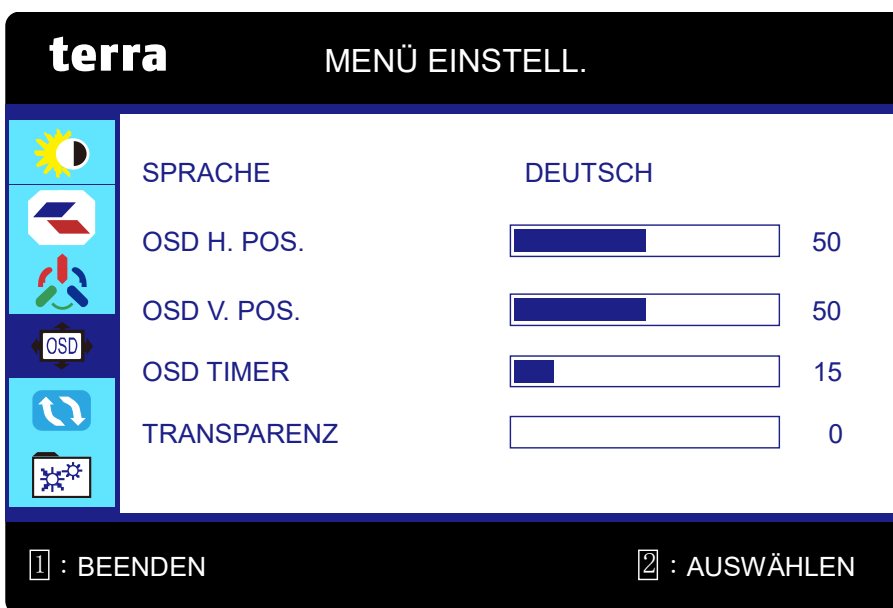 terra
MENÜ EINSTELL.
SPRACHE DEUTSCH
OSD H. POS. 50
OSD V. POS. 50
OSD
OSD TIMER 15
TRANSPARENZ 0
1 : BEENDEN 2 : AUSWÄHLEN